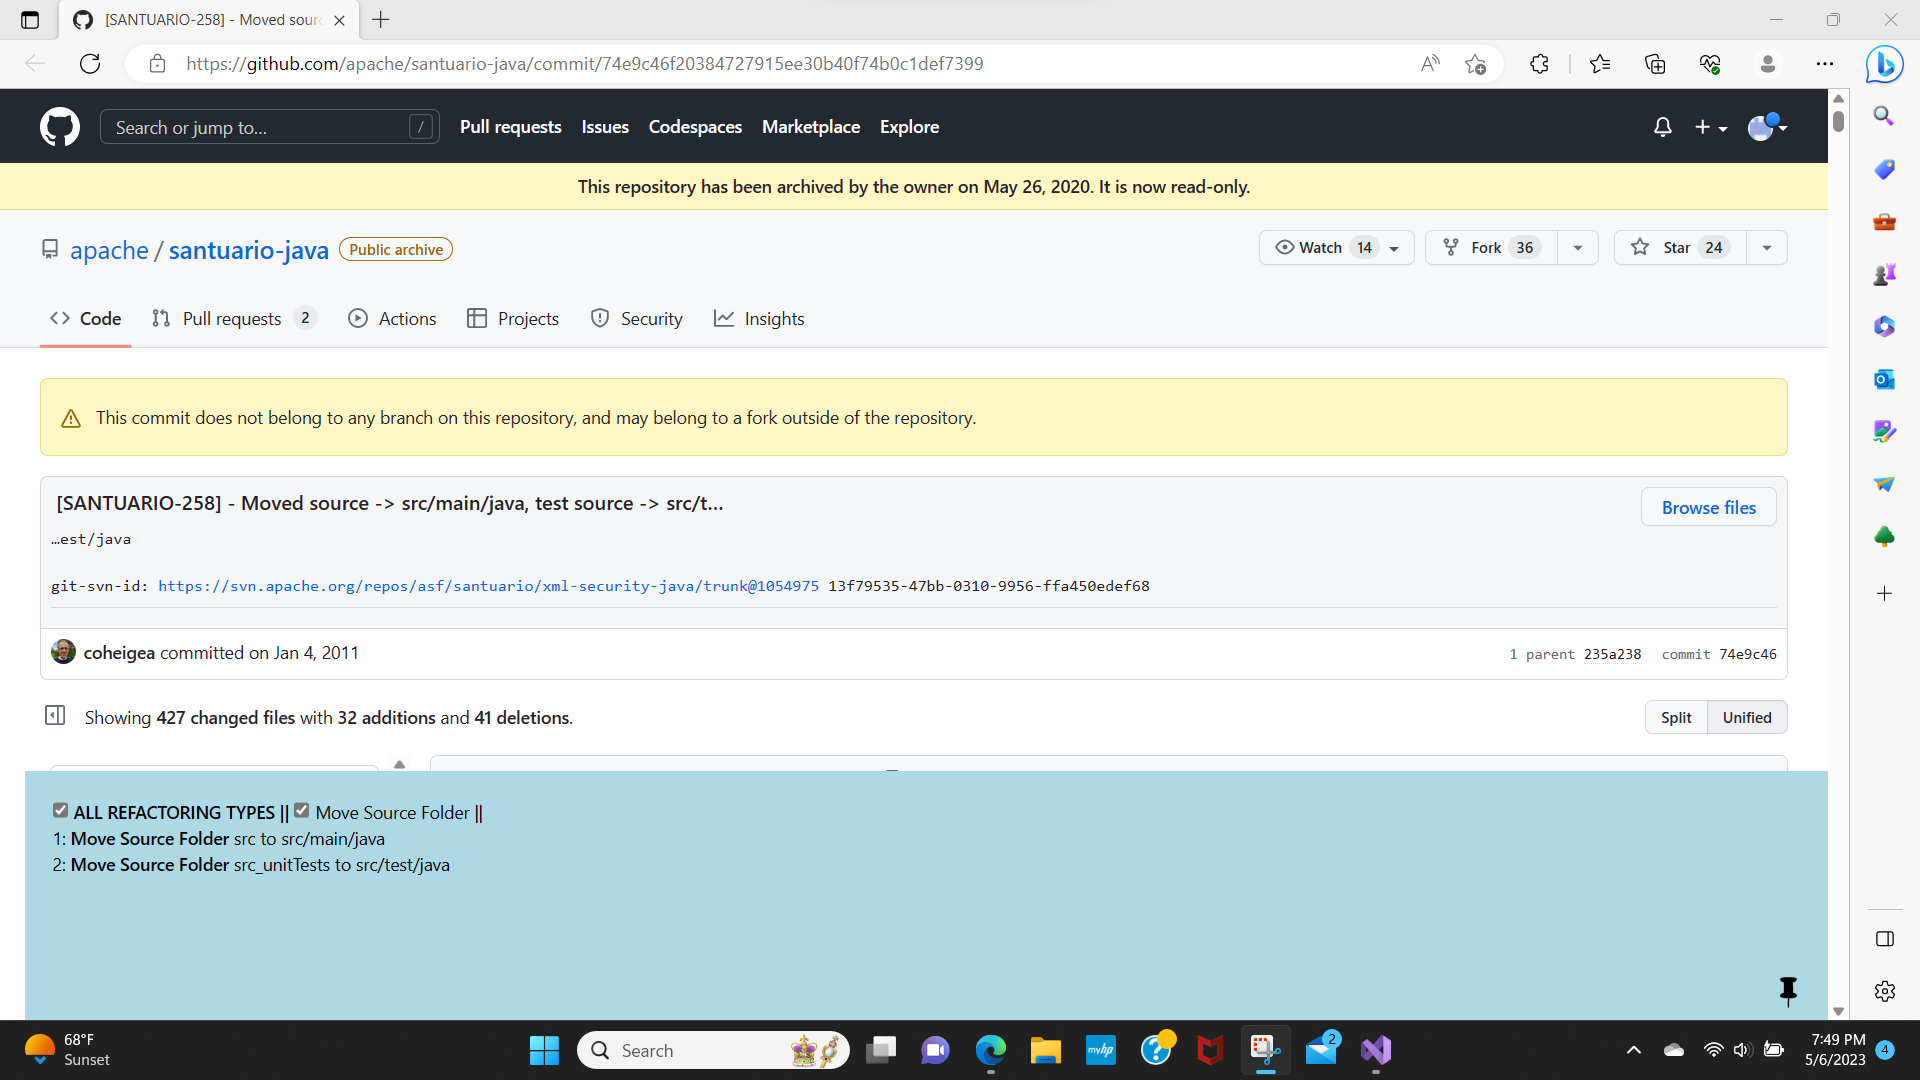 [SANTUARIO-258] - Moved sour
https://github.com/apache/santuario-java/commit/74e9c46f20384727915ee30b40f74b0c1def7399
Search or jump to... / Pull requests Issues Codespaces Marketplace Explore
This repository has been archived by the owner on May 26, 2020. It is now read-only.
apache / santuario-java Public archive Watch 14 Fork 36 Star 24
Code Pull requests 2 Actions Projects Security Insights
This commit does not belong to any branch on this repository, and may belong to a fork outside of the repository.
[SANTUARIO-258] - Moved source -> src/main/java, test source -> src/t… Browse files
…est/java
git-svn-id: https://svn.apache.org/repos/asf/santuario/xml-security-java/trunk@1054975 13f79535-47bb-0310-9956-ffa450edef68
coheigea committed on Jan 4, 2011 1 parent 235a238 commit 74e9c46
Showing 427 changed files with 32 additions and 41 deletions. Split Unified
ALL REFACTORING TYPES || Move Source Folder ||
1: Move Source Folder src to src/main/java
2: Move Source Folder src_unitTests to src/test/java
68°F
Sunset
Search
myhp
2
7:49 PM
5/6/2023
4